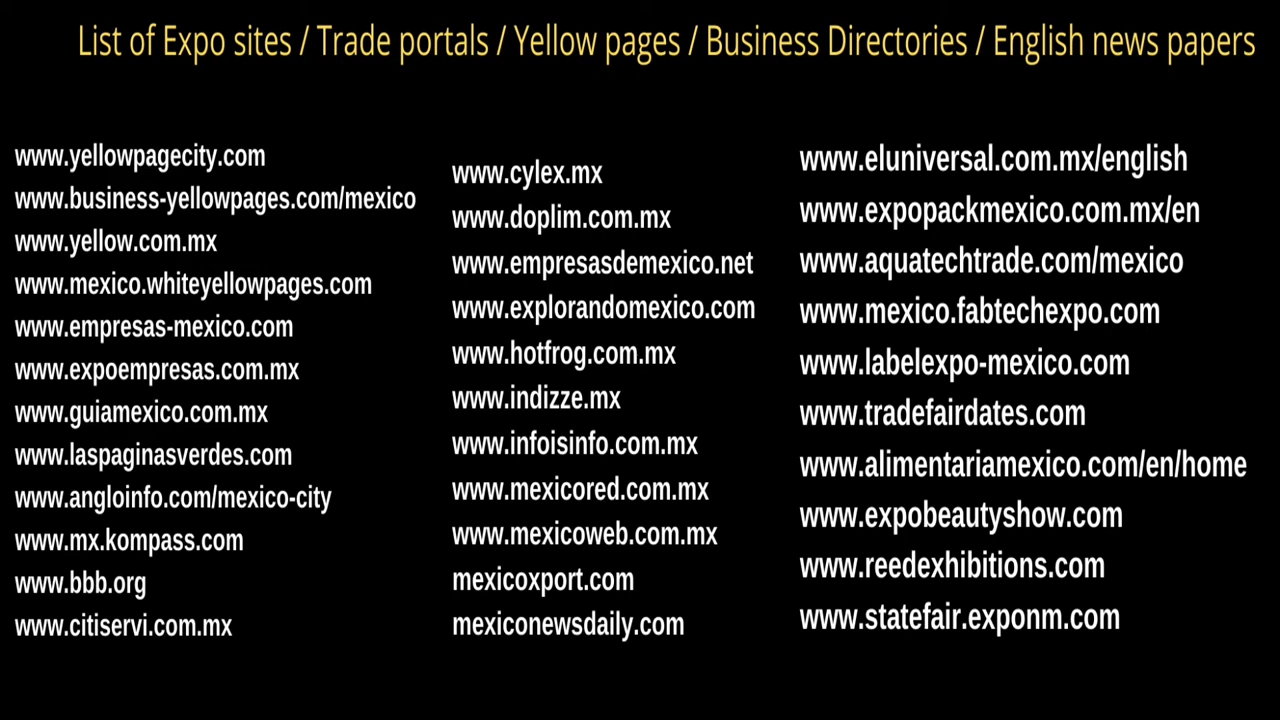 List of Expo sites / Trade portals / Yellow pages / Business Directories / English news papers
www.yellowpagecity.com
www.business-yellowpages.com/mexico
www.yellow.com.mx
www.mexico.whiteyellowpages.com
www.empresas-mexico.com
www.expoempresas.com.mx
www.guiamexico.com.mx
www.laspaginasverdes.com
www.angloinfo.com/mexico-city
www.mx.kompass.com
www.bbb.org
www.citiservi.com.mx
www.cylex.mx
www.doplim.com.mx
www.empresasdemexico.net
www.explorandomexico.com
www.hotfrog.com.mx
www.indizze.mx
www.infoisinfo.com.mx
www.mexicored.com.mx
www.mexicoweb.com.mx
mexicoxport.com
mexiconewsdaily.com
www.eluniversal.com.mx/english
www.expopackmexico.com.mx/en
www.aquatechtrade.com/mexico
www.mexico.fabtechexpo.com
www.labelexpo-mexico.com
www.tradefairdates.com
www.alimentariamexico.com/en/home
www.expobeautyshow.com
www.reedexhibitions.com
www.statefair.exponm.com